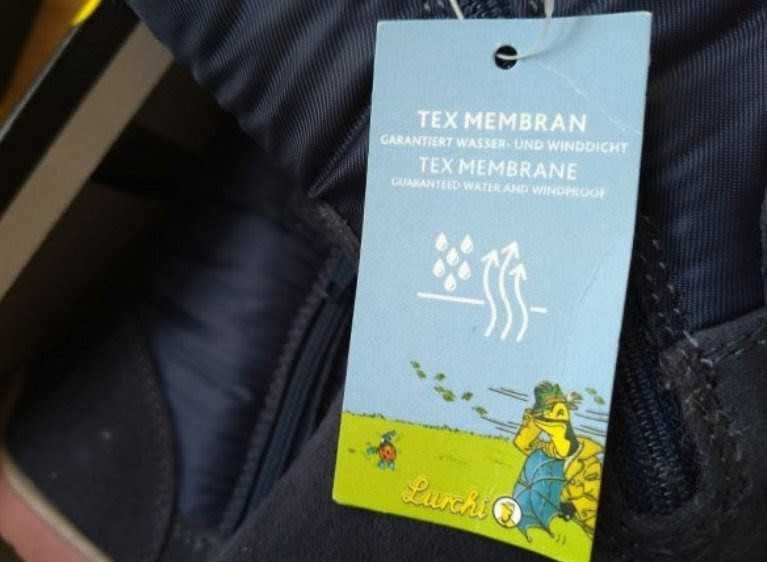 TEX MEMBRAN
GARANTIERT WASSER- UND WINDDICHT
TEX MEMBRANE
GUARANTEED WATER AND WINDPROOF
Lurchi